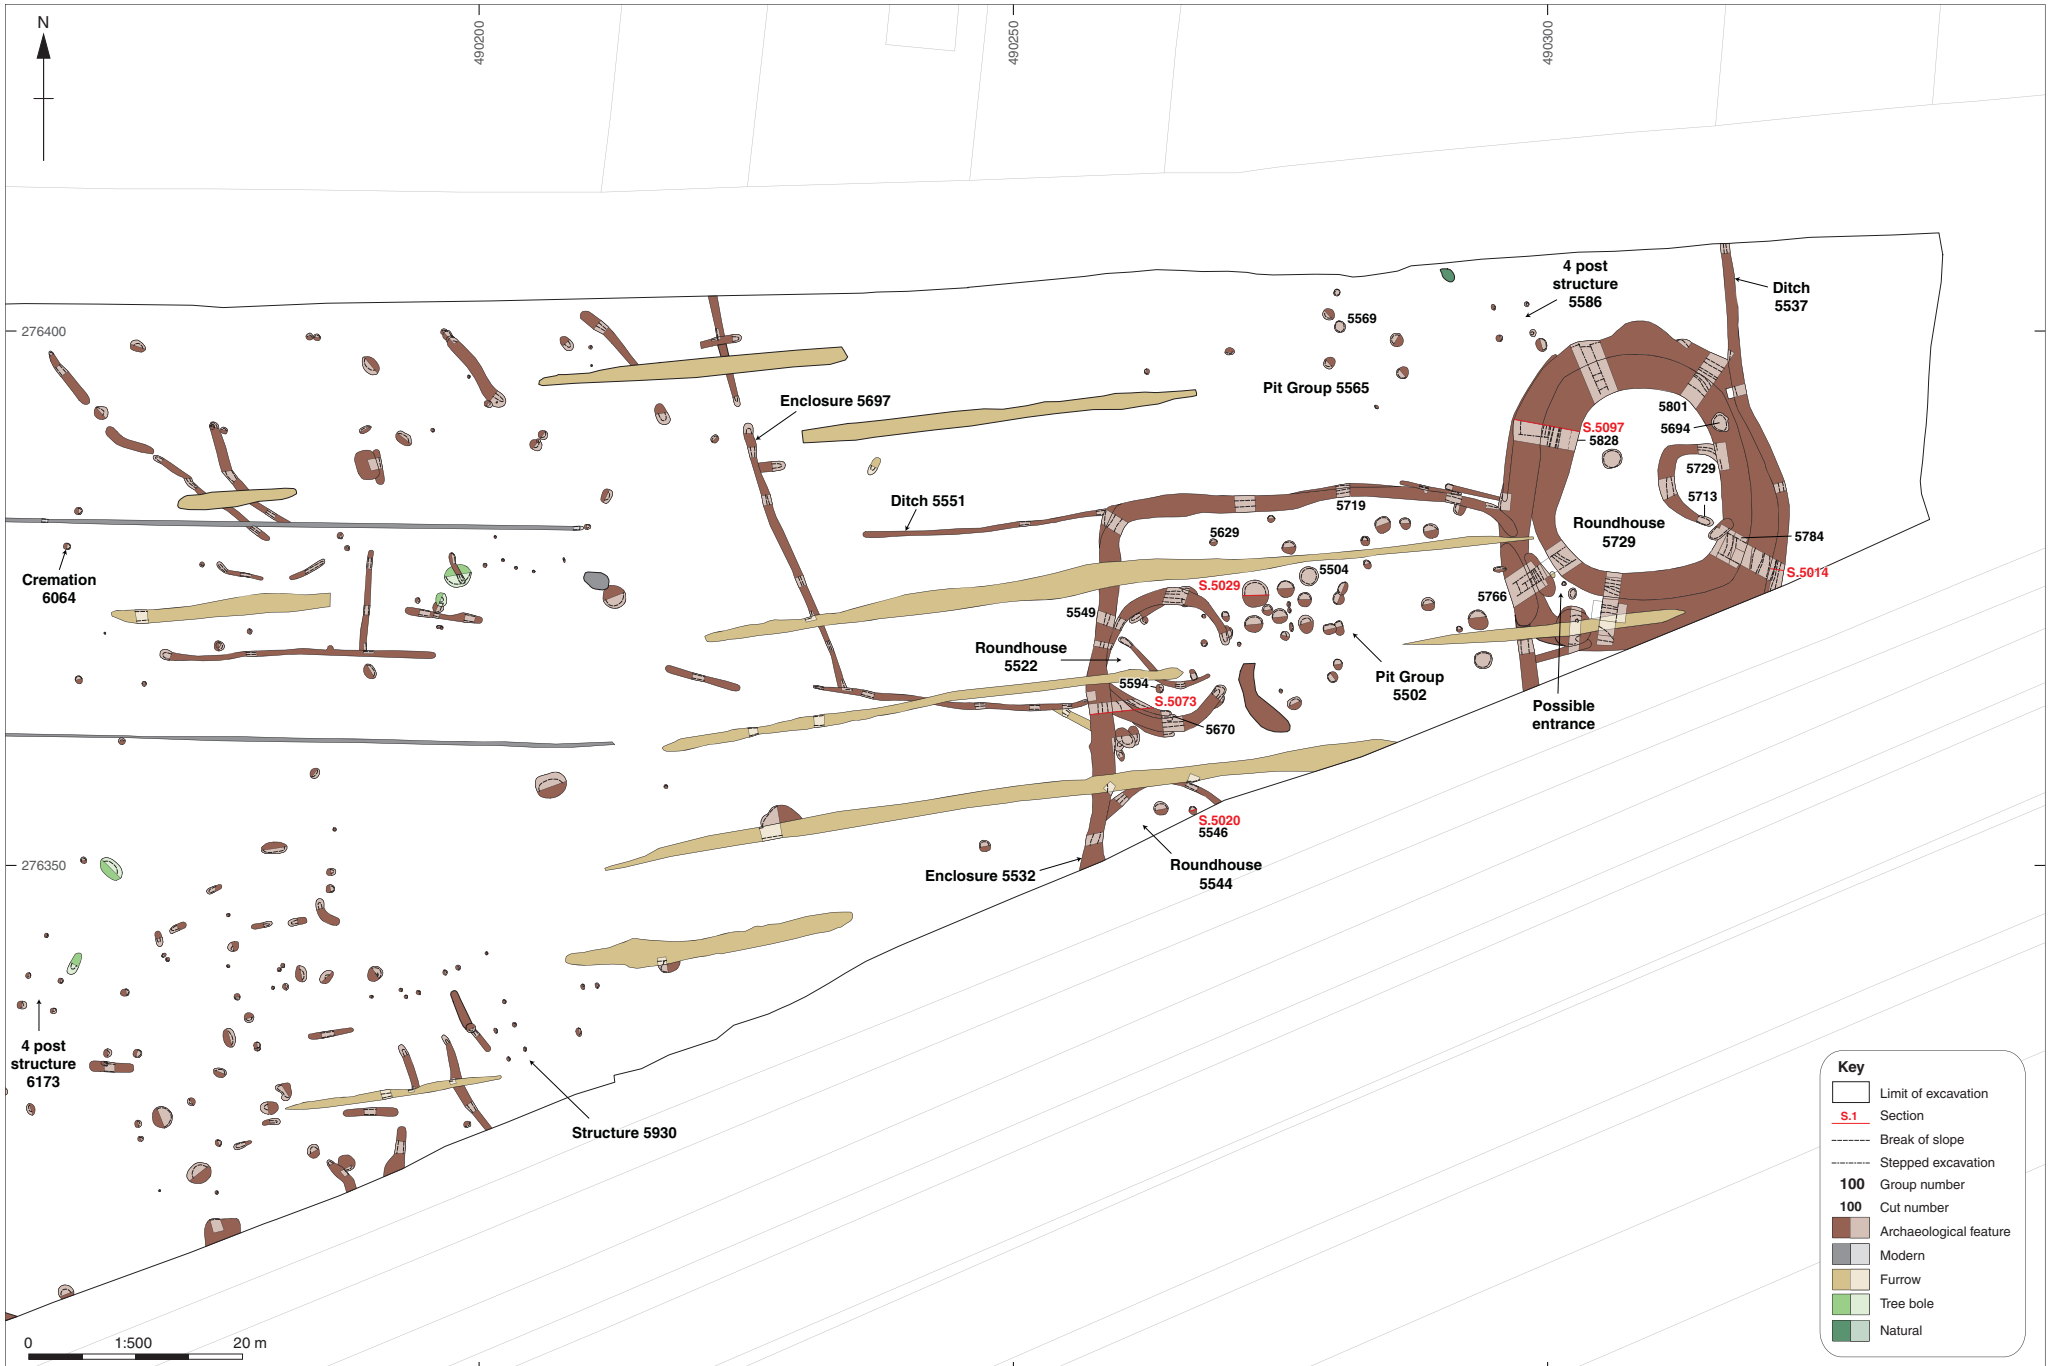 N
490200
490250
490300
276400
276350
4 post
structure
5586
Ditch
5537
5569
Pit Group 5565
Enclosure 5697
5801
5694
S.5097
5828
5729
5713
Roundhouse
5729
Ditch 5551
5719
5629
5784
S.5014
Cremation
6064
5504
S.5029
5766
5549
Roundhouse
5522
5594
S.5073
5670
Pit Group
5502
Possible
entrance
S.5020
5546
Enclosure 5532
Roundhouse
5544
4 post
structure
6173
Structure 5930
Key
Limit of excavation
S.1 Section
Break of slope
Stepped excavation
100 Group number
100 Cut number
Archaeological feature
Modern
Furrow
Tree bole
Natural
0 1:500 20 m